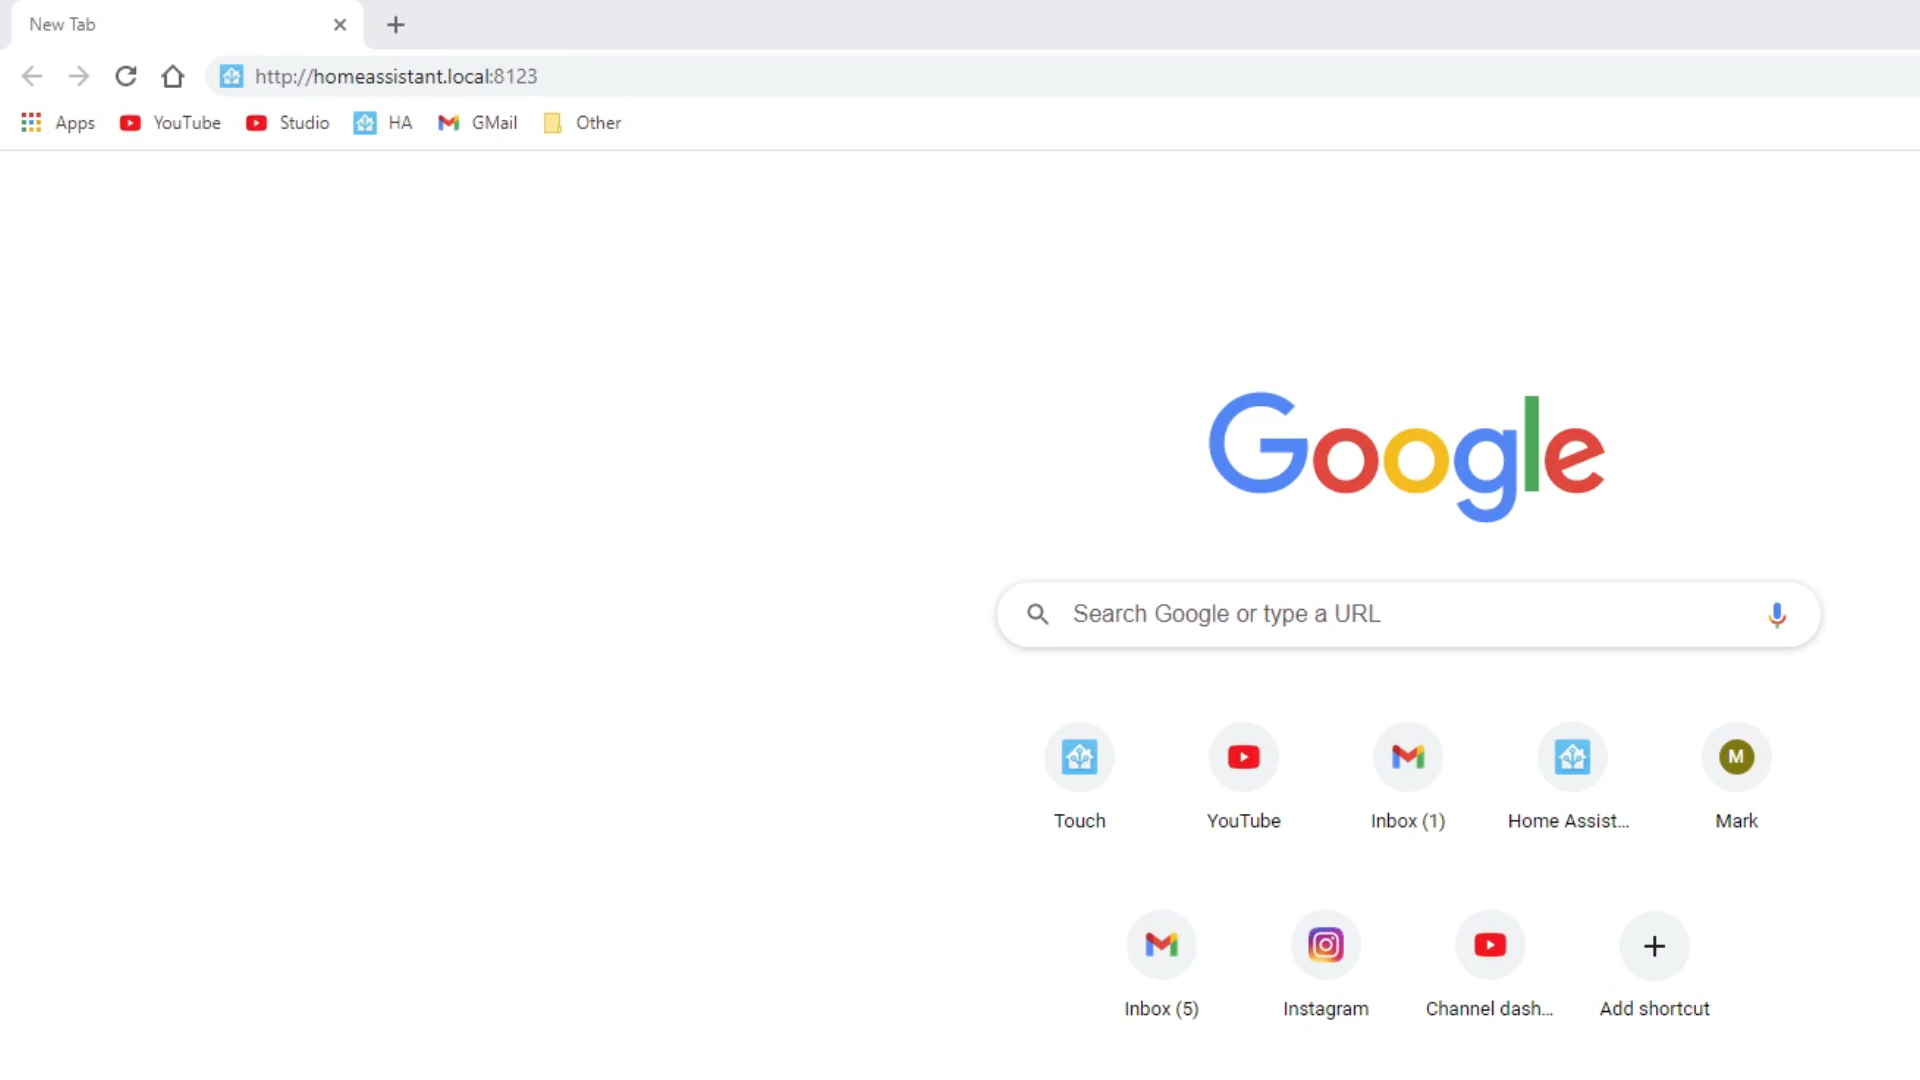 New Tab
http://homeassistant.local:8123
Apps YouTube Studio HA GMail Other
Google
Search Google or type a URL
Touch YouTube Inbox (1) Home Assist... M Mark
Inbox (5) Instagram Channel dash... Add shortcut